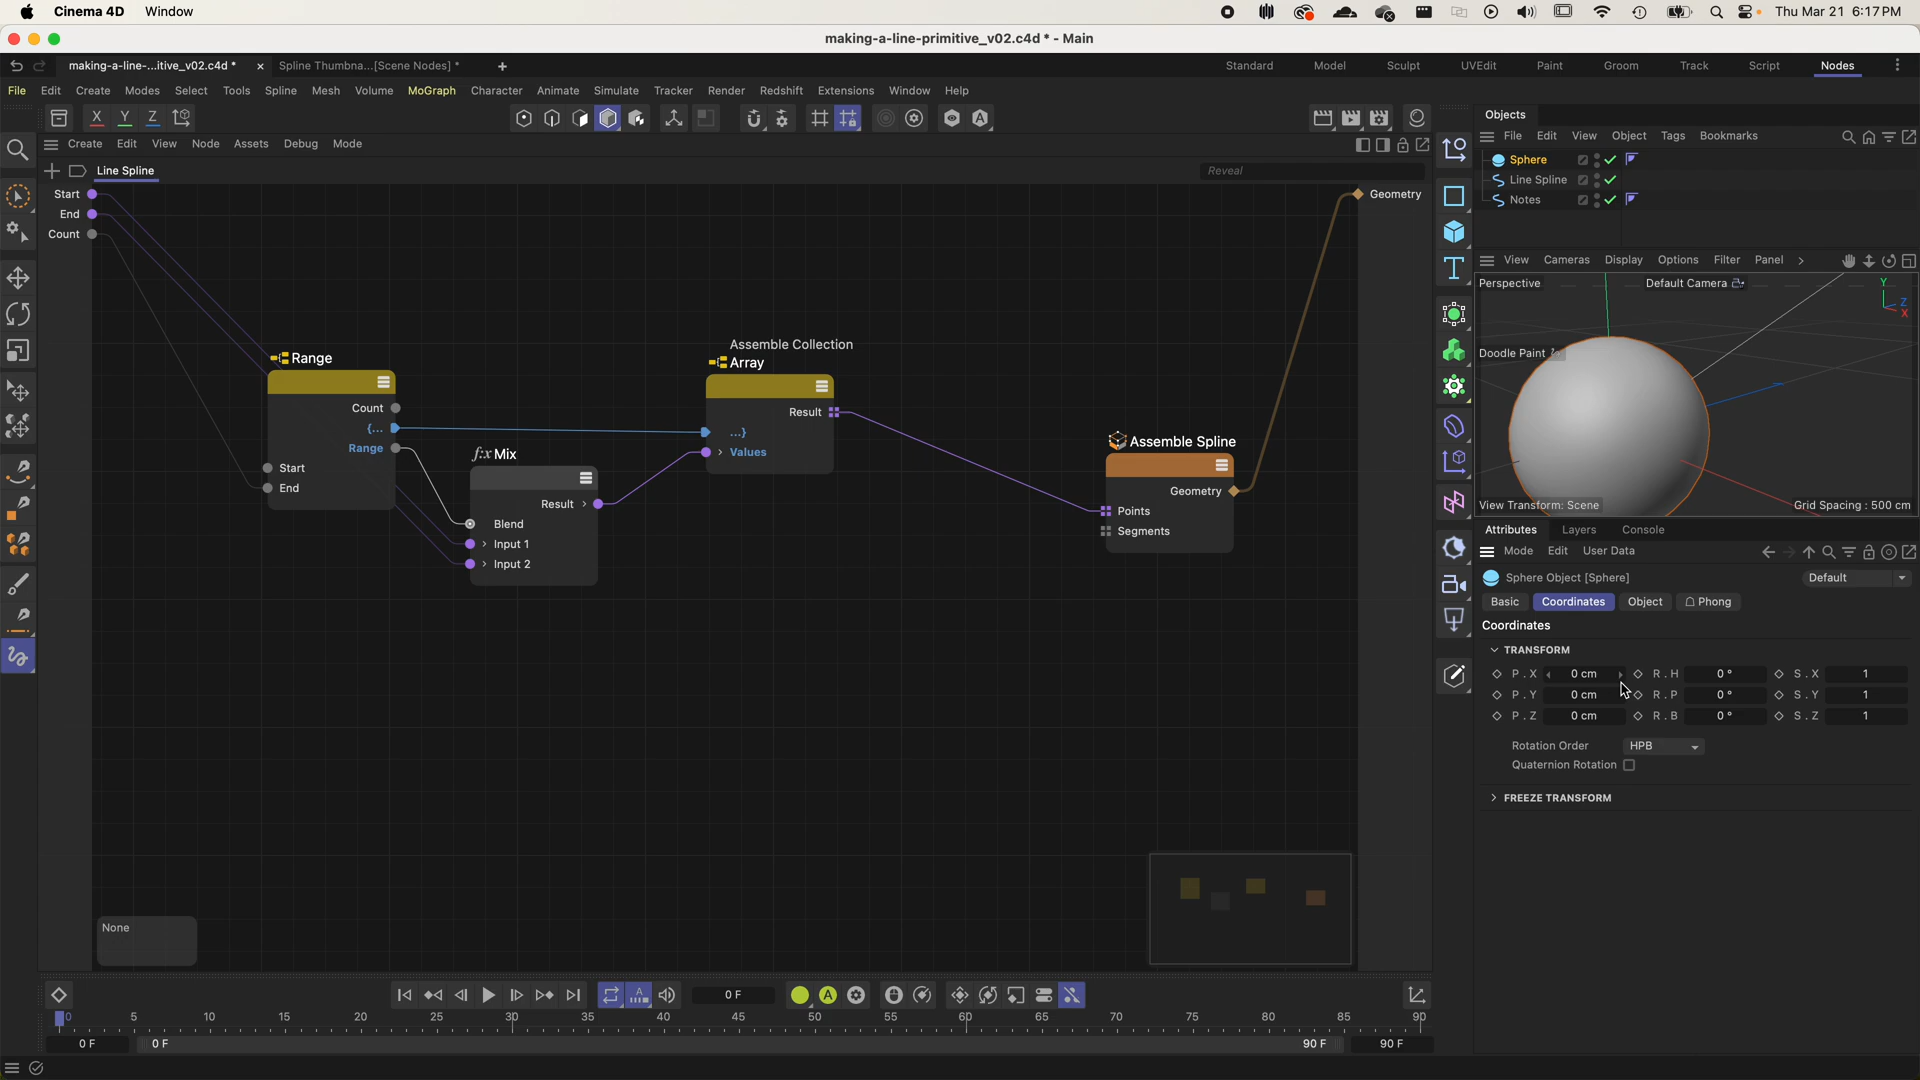 Cinema 4D Window Thu Mar 21 6:17 PM
making-a-line-primitive_v02.c4d * - Main
making-a-line-...itive_v02.c4d * Spline Thumbna...[Scene Nodes] * Standard Model Sculpt UVEdit Paint Groom Track Script Nodes
File Edit Create Modes Select Tools Spline Mesh Volume MoGraph Character Animate Simulate Tracker Render Redshift Extensions Window Help
X Y Z
Objects
File Edit View Object Tags Bookmarks
Create Edit View Node Assets Debug Mode
Line Spline
Reveal
Sphere
Line Spline
Notes
Start
End
Count
Geometry
Range
Count
{...
Range
Start
End
Mix
Result
Blend
Input 1
Input 2
Assemble Collection
Array
Result
...}
Values
Assemble Spline
Geometry
Points
Segments
None
View Cameras Display Options Filter Panel
Perspective
Default Camera
Y
Z
X
Doodle Paint
View Transform: Scene
Grid Spacing : 500 cm
Attributes Layers Console
Mode Edit User Data
Sphere Object [Sphere]
Default
Basic Coordinates Object Phong
Coordinates
TRANSFORM
P . X 0 cm R . H 0 ° S . X 1
P . Y 0 cm R . P 0 ° S . Y 1
P . Z 0 cm R . B 0 ° S . Z 1
Rotation Order HPB
Quaternion Rotation
FREEZE TRANSFORM
0 F
0 5 10 15 20 25 30 35 40 45 50 55 60 65 70 75 80 85 90
0 F 0 F 90 F 90 F